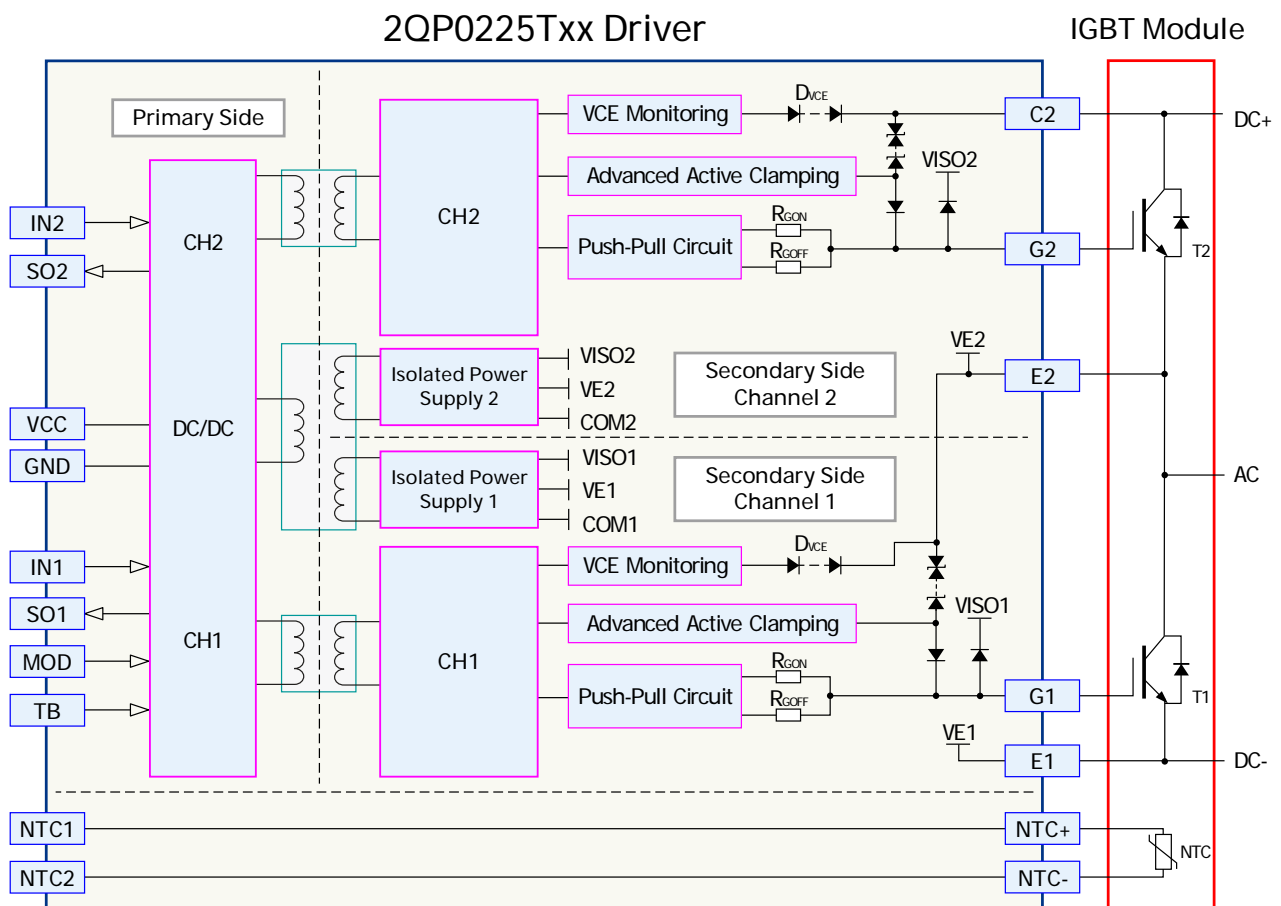 2QP0225Txx Driver
IGBT Module
Primary Side
IN2
SO2
VCC
GND
IN1
SO1
MOD
TB
NTC1
NTC2
CH2
DC/DC
CH1
CH2
VCE Monitoring
DVCE
Advanced Active Clamping
VISO2
Push-Pull Circuit
RGON
RGOFF
Isolated Power
Supply 2
VISO2
VE2
COM2
Secondary Side
Channel 2
VE2
Isolated Power
Supply 1
VISO1
VE1
COM1
Secondary Side
Channel 1
CH1
VCE Monitoring
DVCE
Advanced Active Clamping
VISO1
Push-Pull Circuit
RGON
RGOFF
VE1
C2
G2
E2
G1
E1
NTC+
NTC-
DC+
T2
AC
T1
DC-
NTC